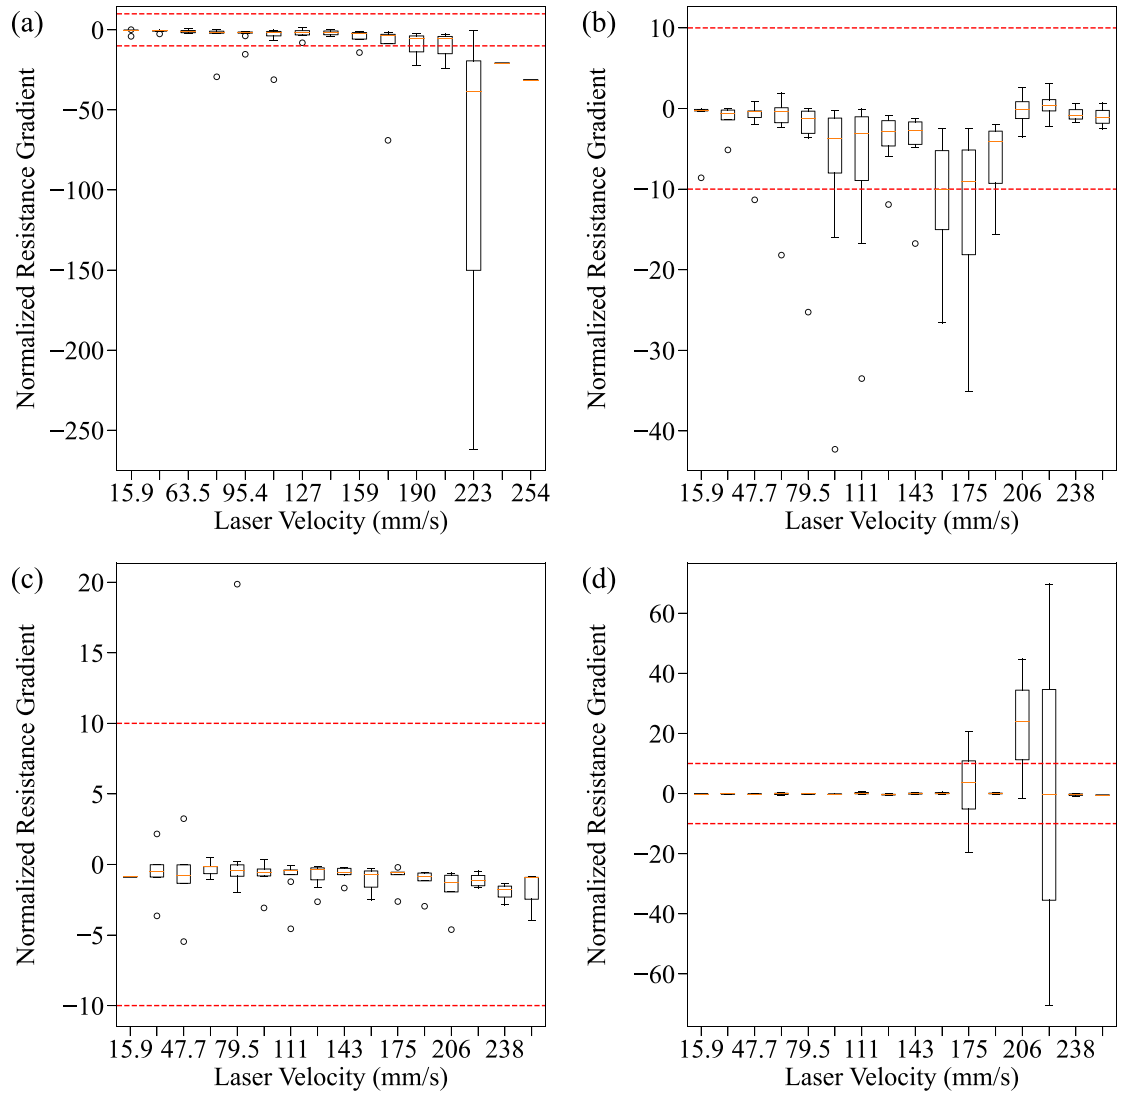 (a)
Normalized Resistance Gradient
0
−50
−100
−150
−200
−250
15.9 63.5 95.4 127 159 190 223 254
Laser Velocity (mm/s)
(b)
Normalized Resistance Gradient
10
0
−10
−20
−30
−40
15.9 47.7 79.5 111 143 175 206 238
Laser Velocity (mm/s)
(c)
Normalized Resistance Gradient
20
15
10
5
0
−5
−10
15.9 47.7 79.5 111 143 175 206 238
Laser Velocity (mm/s)
(d)
Normalized Resistance Gradient
60
40
20
0
−20
−40
−60
15.9 47.7 79.5 111 143 175 206 238
Laser Velocity (mm/s)